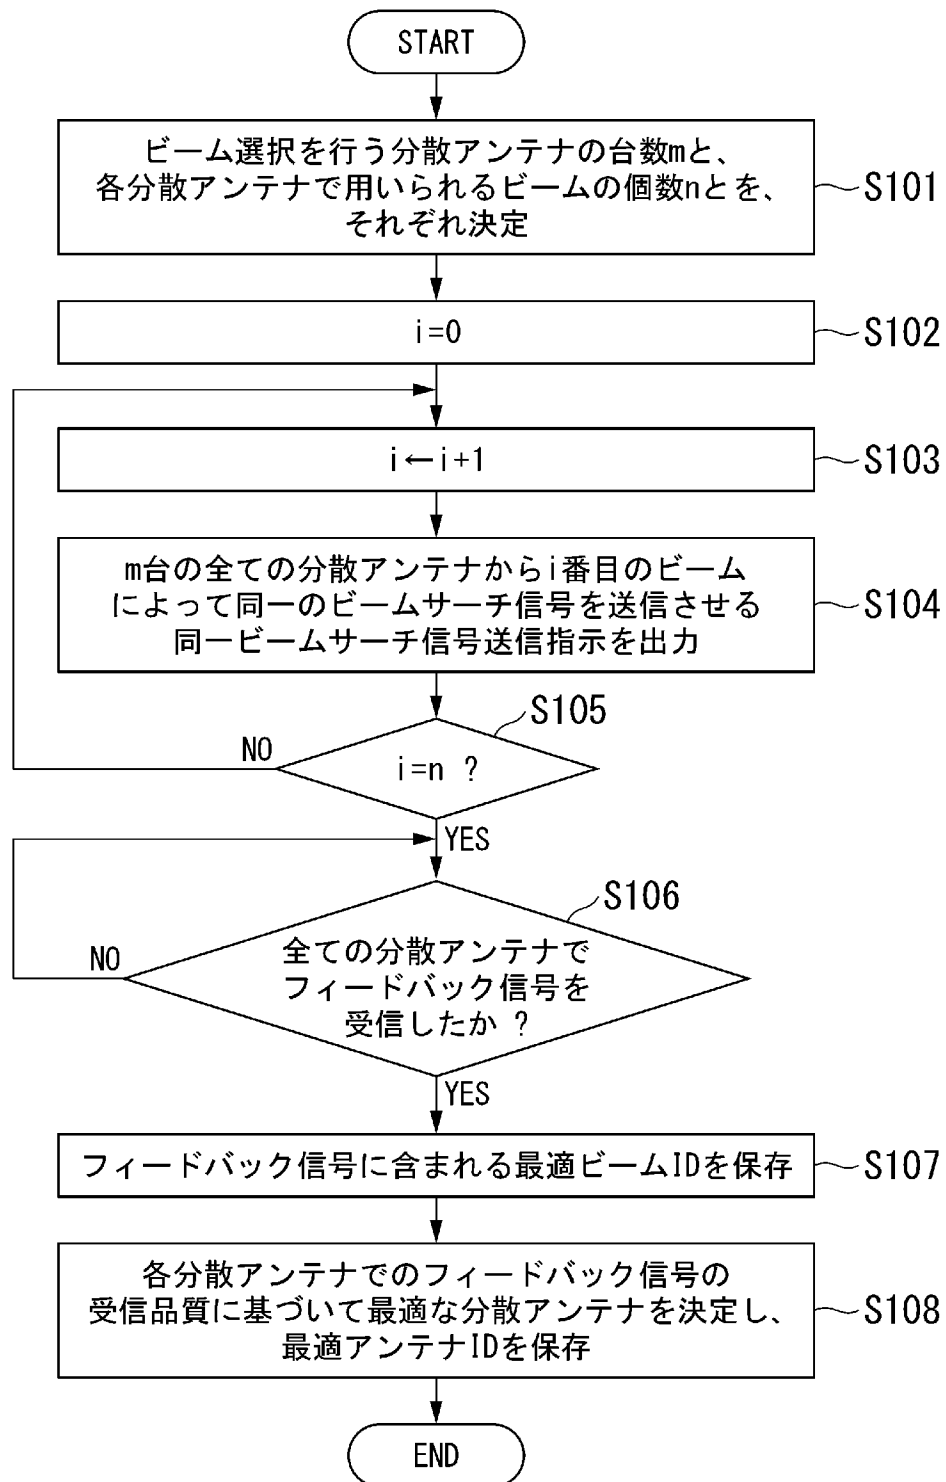 START
ビーム選択を行う分散アンテナの台数mと、
各分散アンテナで用いられるビームの個数nとを、
それぞれ決定
S101
i=0
S102
i←i+1
S103
m台の全ての分散アンテナからi番目のビーム
によって同一のビームサーチ信号を送信させる
同一ビームサーチ信号送信指示を出力
S104
S105
NO
i=n ?
YES
S106
NO
全ての分散アンテナで
フィードバック信号を
受信したか ?
YES
フィードバック信号に含まれる最適ビームIDを保存
S107
各分散アンテナでのフィードバック信号の
受信品質に基づいて最適な分散アンテナを決定し、
最適アンテナIDを保存
S108
END